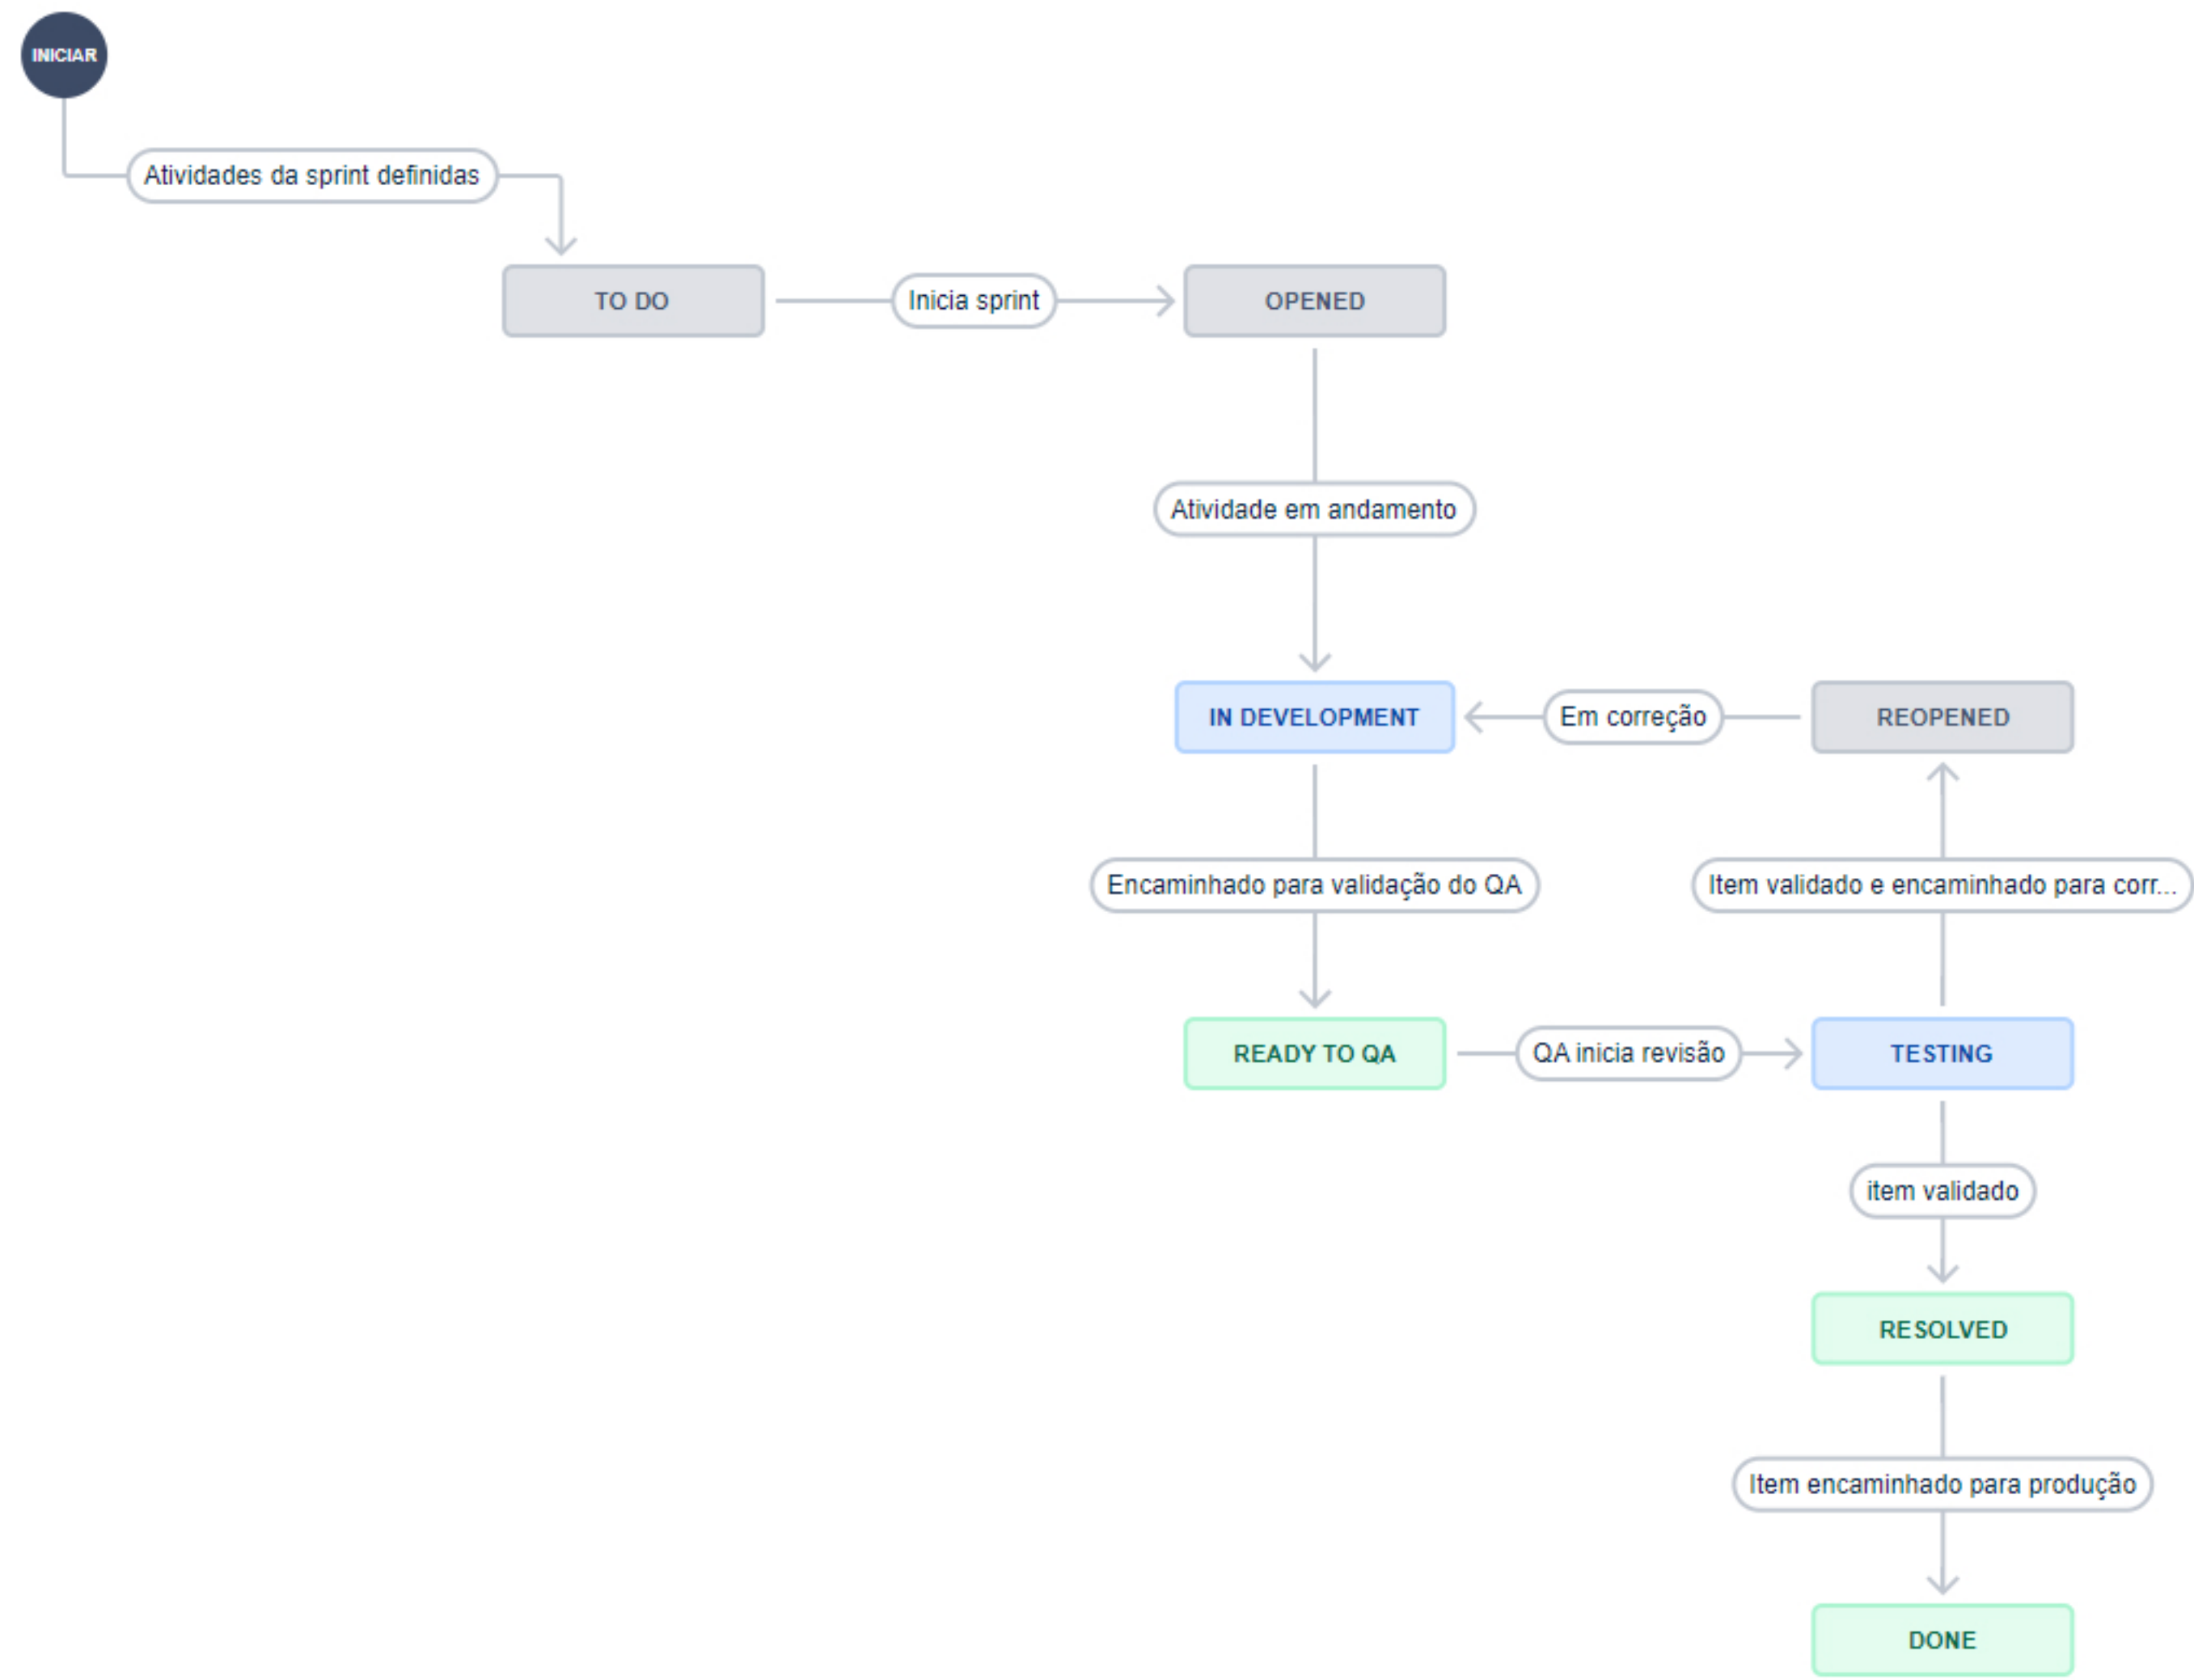 INICIAR
Atividades da sprint definidas
TO DO
Inicia sprint
OPENED
Atividade em andamento
IN DEVELOPMENT
Em correção
REOPENED
Encaminhado para validação do QA
Item validado e encaminhado para corr...
READY TO QA
QA inicia revisão
TESTING
item validado
RESOLVED
Item encaminhado para produção
DONE